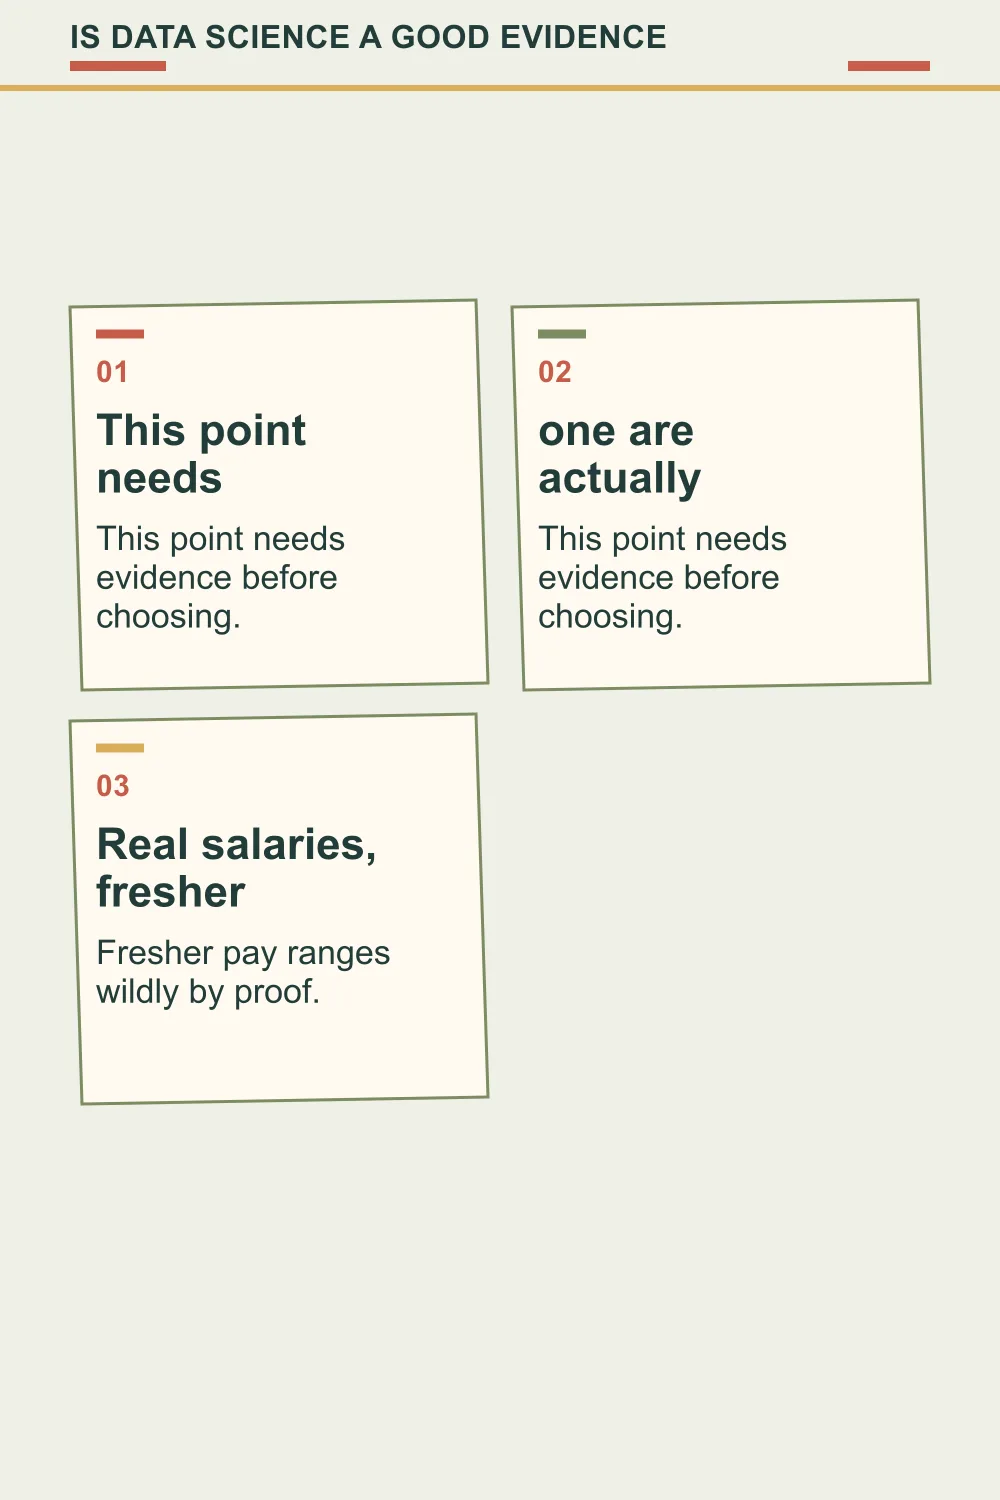 IS DATA SCIENCE A GOOD EVIDENCE
01
This point
needs
This point needs
evidence before
choosing.
02
one are
actually
This point needs
evidence before
choosing.
03
Real salaries,
fresher
Fresher pay ranges
wildly by proof.